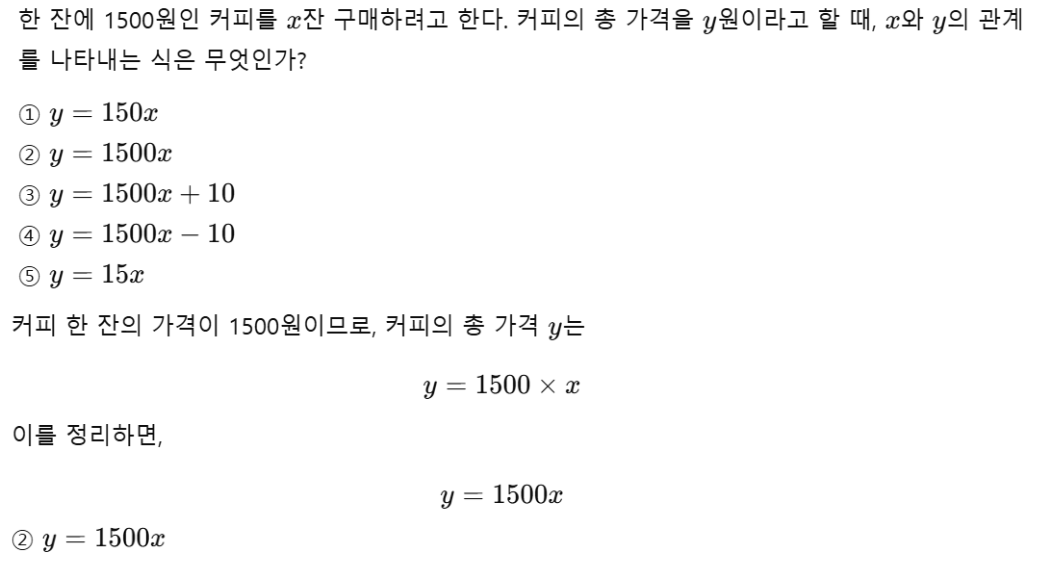 한 잔에 1500원인 커피를 x잔 구매하려고 한다. 커피의 총 가격을 y원이라고 할 때, x와 y의 관계
를 나타내는 식은 무엇인가?
① y = 150x
② y = 1500x
③ y = 1500x + 10
④ y = 1500x − 10
⑤ y = 15x
커피 한 잔의 가격이 1500원이므로, 커피의 총 가격 y는
y = 1500 × x
이를 정리하면,
y = 1500x
② y = 1500x